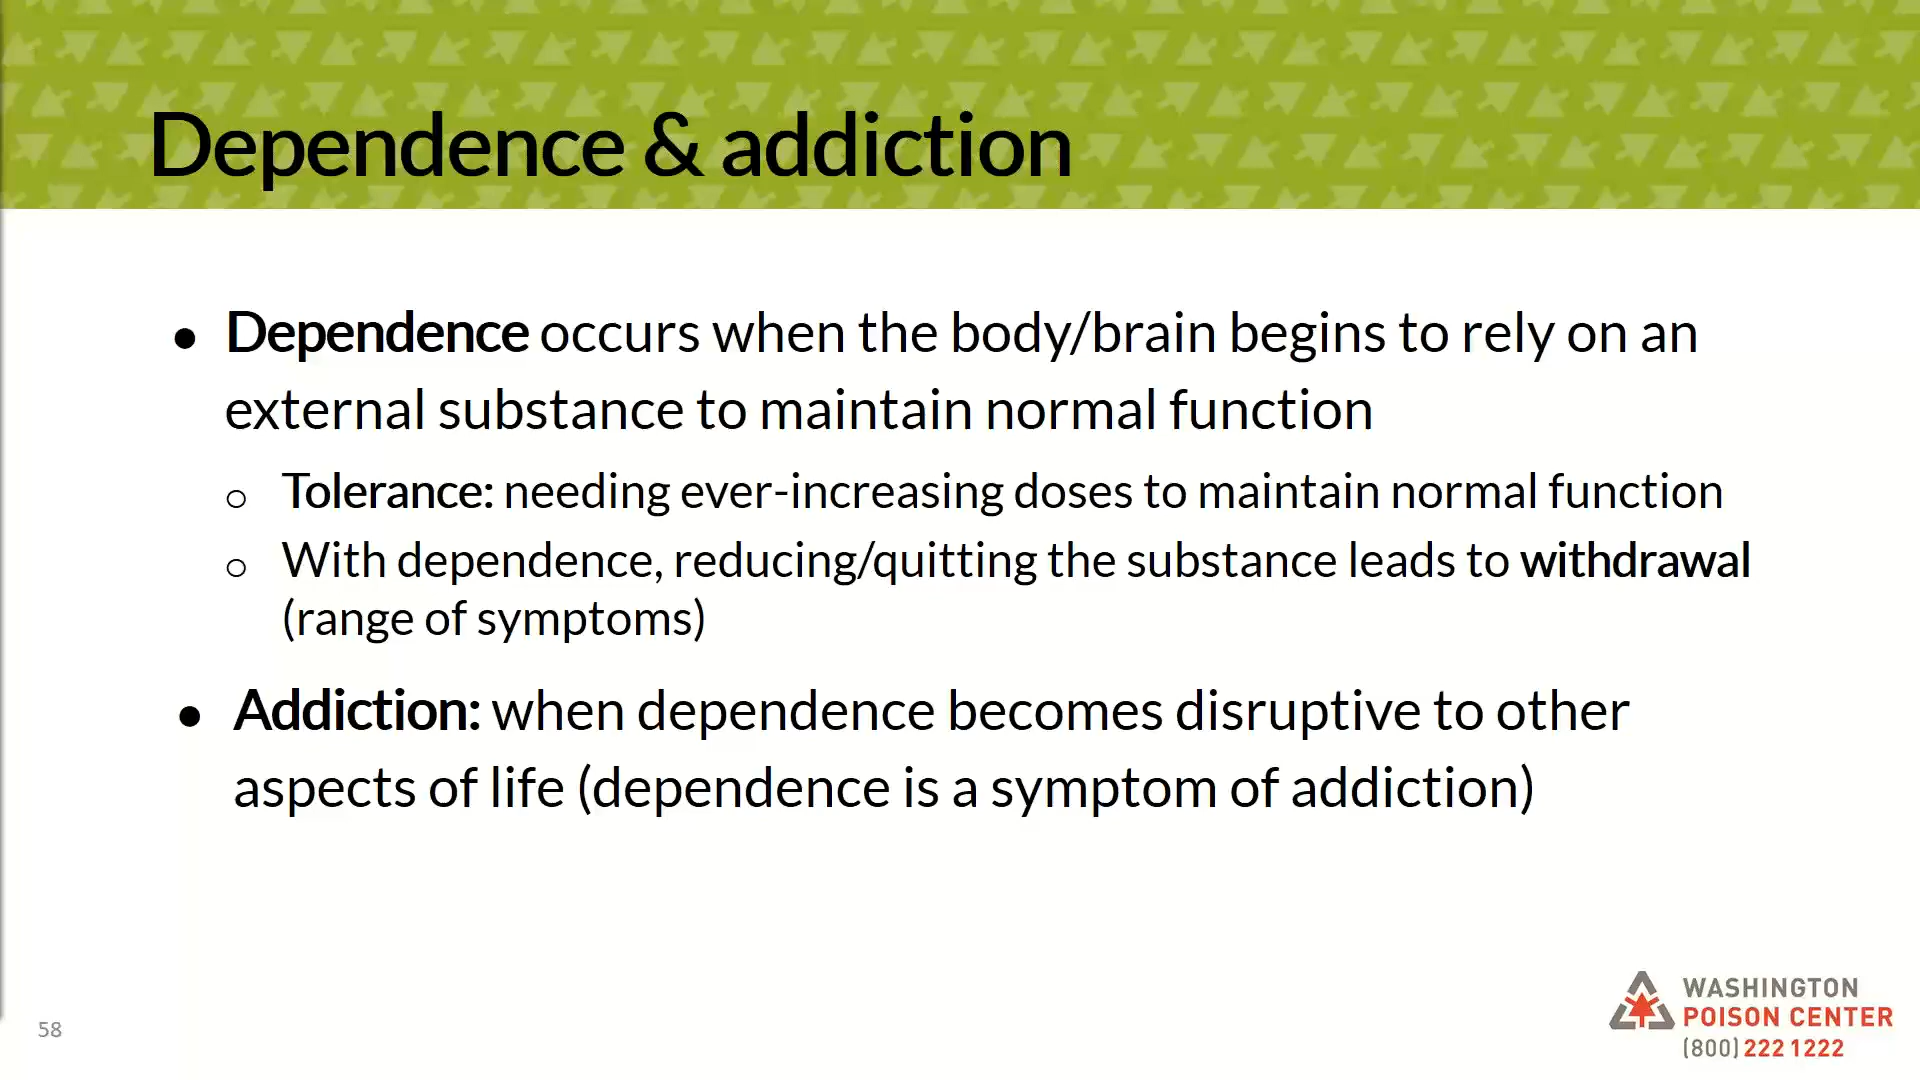 Dependence & addiction
● Dependence occurs when the body/brain begins to rely on an
external substance to maintain normal function
○ Tolerance: needing ever-increasing doses to maintain normal function
○ With dependence, reducing/quitting the substance leads to withdrawal
(range of symptoms)
● Addiction: when dependence becomes disruptive to other
aspects of life (dependence is a symptom of addiction)
58
WASHINGTON
POISON CENTER
(800) 222 1222